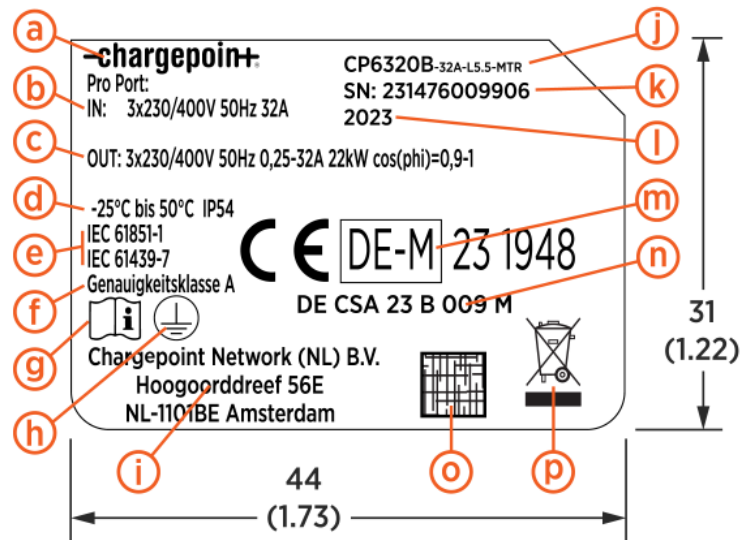 a
-chargepoin+
j
CP6320B-32A-L5.5-MTR
Pro Port:
b
IN: 3x230/400V 50Hz 32A
SN: 231476009906
k
2023
l
c
OUT: 3x230/400V 50Hz 0,25-32A 22kW cos(phi)=0,9-1
d
-25°C bis 50°C IP54
m
e
IEC 61851-1
IEC 61439-7
CE DE-M 23 1948
n
f
Genauigkeitsklasse A
DE CSA 23 B 009 M
g
i
h
Chargepoint Network (NL) B.V.
Hoogoorddreef 56E
NL-1101BE Amsterdam
i
o
p
31
(1.22)
44
(1.73)